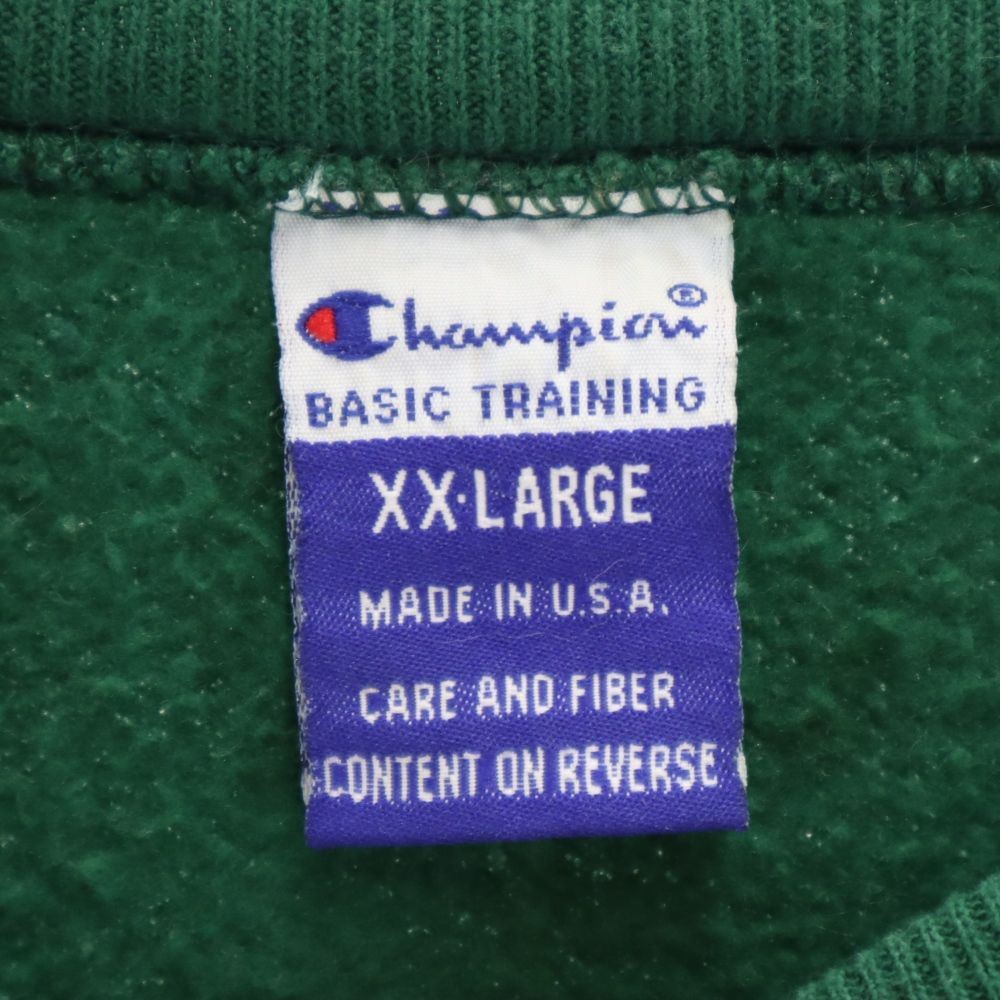 Champion®
BASIC TRAINING
XX·LARGE
MADE IN U.S.A.
CARE AND FIBER
CONTENT ON REVERSE